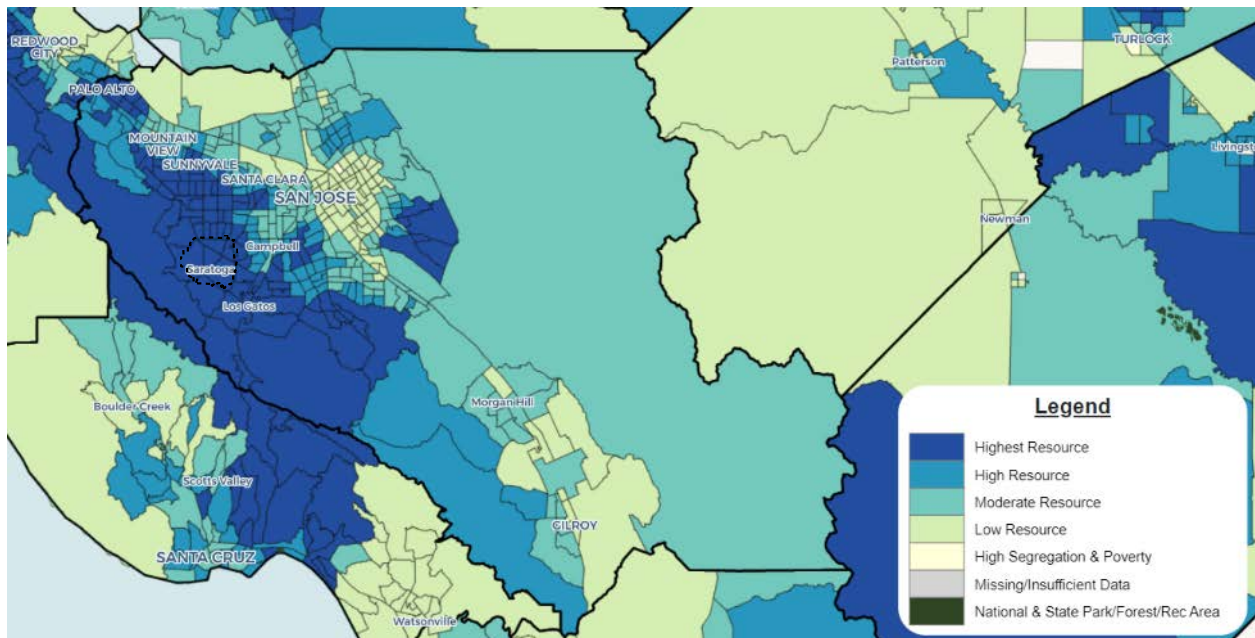 REDWOOD
CITY
PALO ALTO
MOUNTAIN
VIEW
SUNNYVALE
SANTA CLARA
SAN JOSE
Campbell
Saratoga
Los Gatos
Patterson
TURLOCK
Livingst
Newman
Boulder Creek
Scotts Valley
SANTA CRUZ
Morgan Hill
GILROY
Watsonville
Legend
Highest Resource
High Resource
Moderate Resource
Low Resource
High Segregation & Poverty
Missing/Insufficient Data
National & State Park/Forest/Rec Area